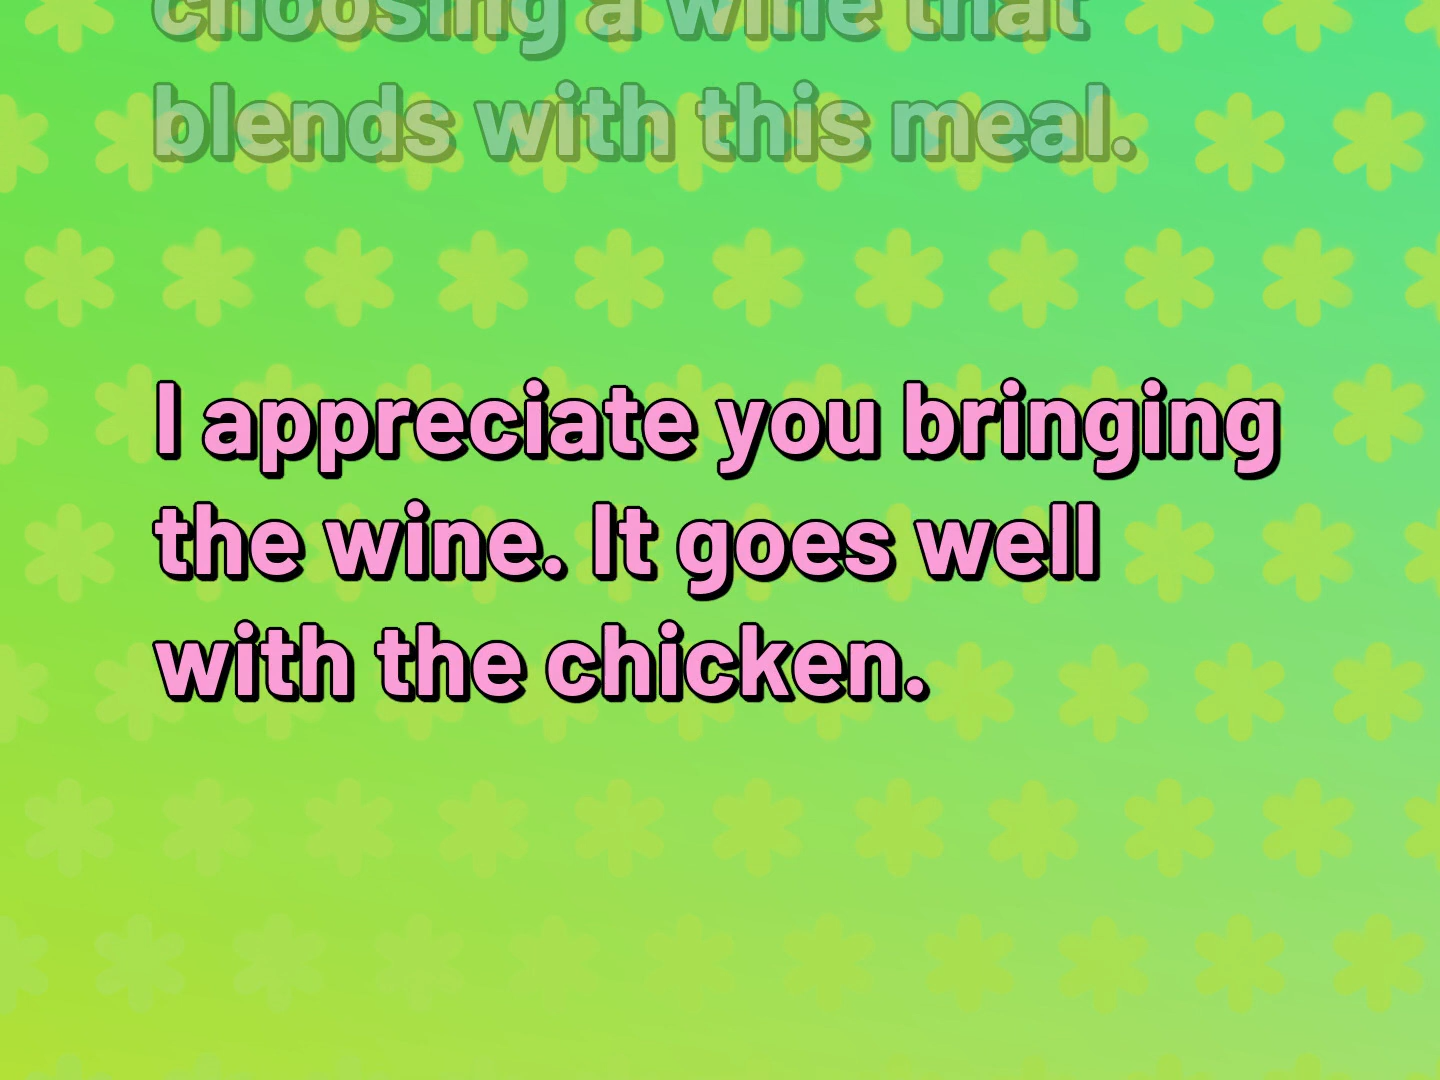 choosing a wine that
blends with this meal.
I appreciate you bringing
the wine. It goes well
with the chicken.